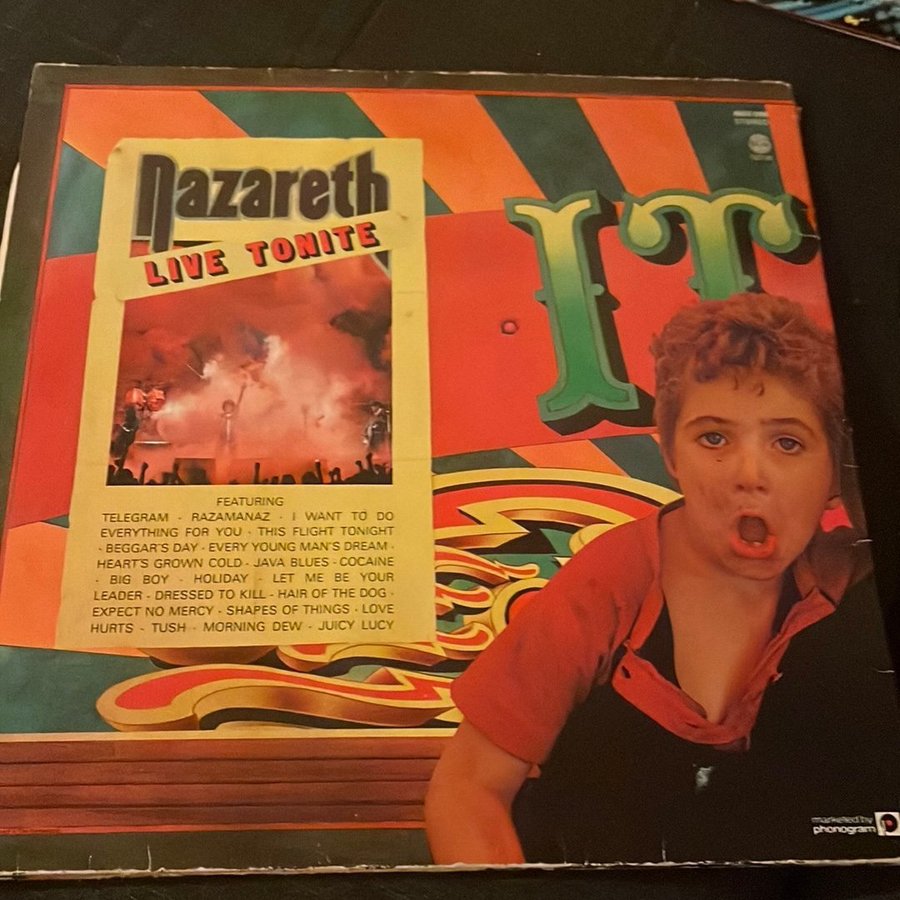 STEREO
nazareth
LIVE TONITE
IT
FEATURING
TELEGRAM - RAZAMANAZ - I WANT TO DO
EVERYTHING FOR YOU - THIS FLIGHT TONIGHT
- BEGGAR'S DAY - EVERY YOUNG MAN'S DREAM -
HEART'S GROWN COLD - JAVA BLUES - COCAINE
- BIG BOY - HOLIDAY - LET ME BE YOUR
LEADER - DRESSED TO KILL - HAIR OF THE DOG -
EXPECT NO MERCY - SHAPES OF THINGS - LOVE
HURTS - TUSH - MORNING DEW - JUICY LUCY
marketed by
phonogram